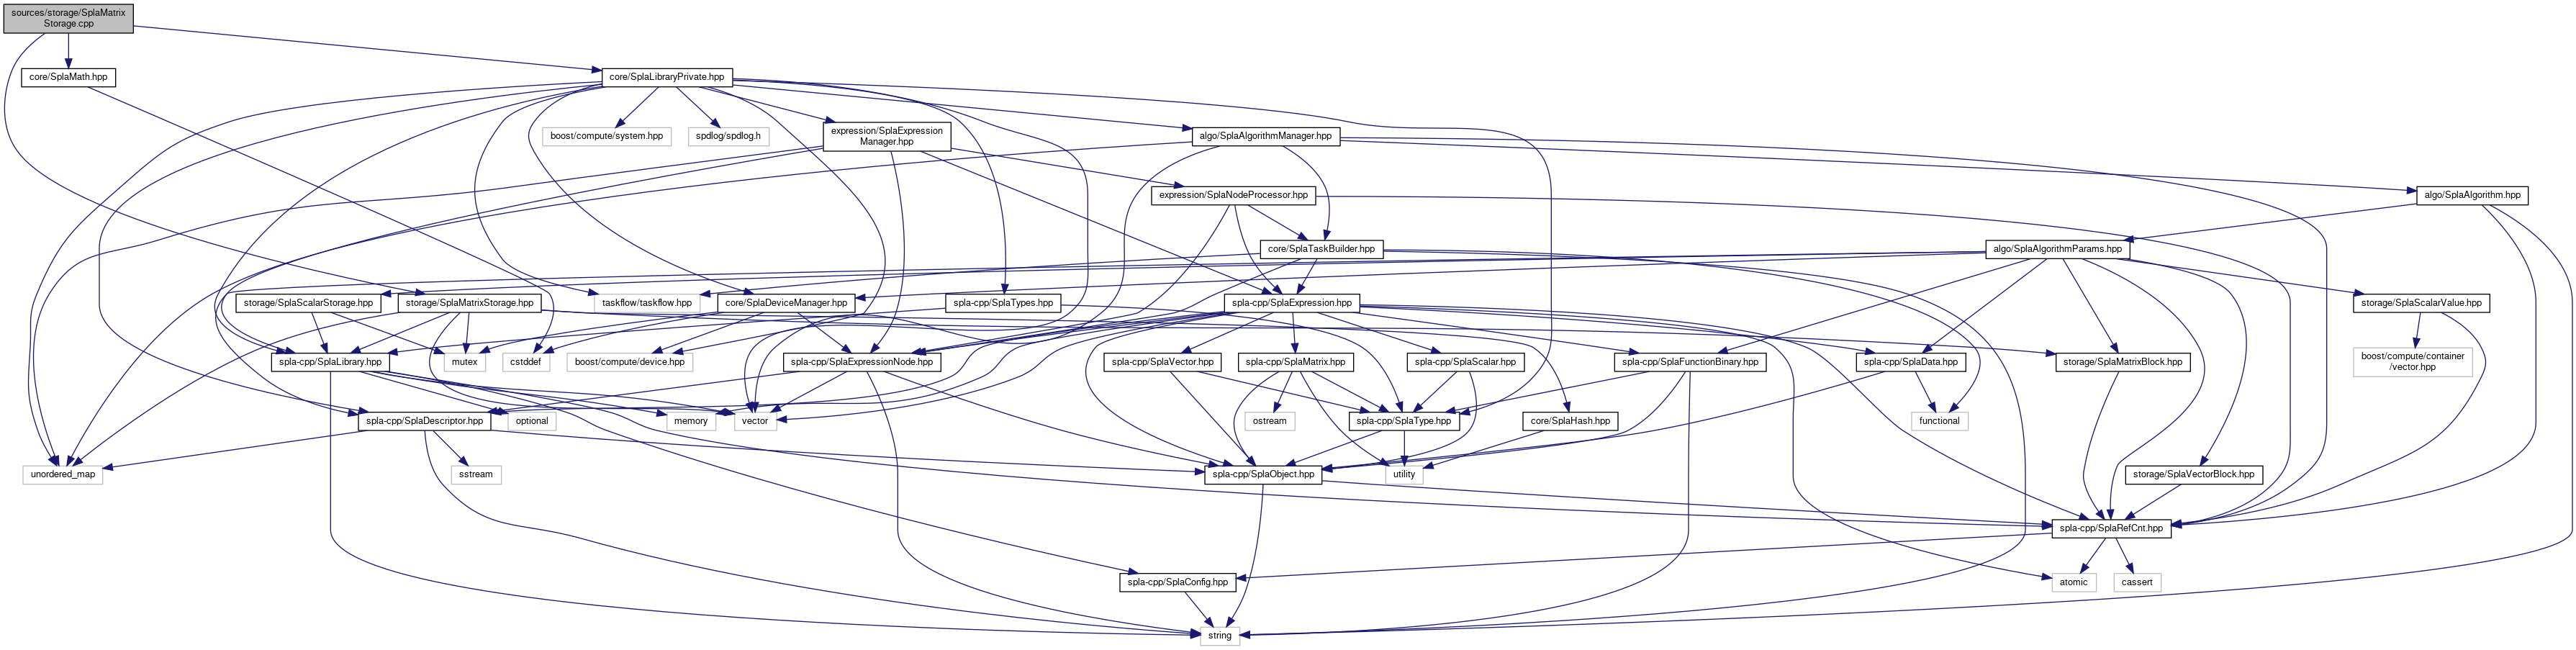 sources/storage/SplaMatrix
Storage.cpp
core/SplaMath.hpp
core/SplaLibraryPrivate.hpp
boost/compute/system.hpp
spdlog/spdlog.h
expression/SplaExpression
Manager.hpp
algo/SplaAlgorithmManager.hpp
expression/SplaNodeProcessor.hpp
algo/SplaAlgorithm.hpp
core/SplaTaskBuilder.hpp
algo/SplaAlgorithmParams.hpp
storage/SplaScalarStorage.hpp
storage/SplaMatrixStorage.hpp
taskflow/taskflow.hpp
core/SplaDeviceManager.hpp
spla-cpp/SplaTypes.hpp
spla-cpp/SplaExpression.hpp
storage/SplaScalarValue.hpp
spla-cpp/SplaLibrary.hpp
mutex
cstddef
boost/compute/device.hpp
spla-cpp/SplaExpressionNode.hpp
spla-cpp/SplaVector.hpp
spla-cpp/SplaMatrix.hpp
spla-cpp/SplaScalar.hpp
spla-cpp/SplaFunctionBinary.hpp
spla-cpp/SplaData.hpp
storage/SplaMatrixBlock.hpp
boost/compute/container
/vector.hpp
spla-cpp/SplaDescriptor.hpp
optional
memory
vector
ostream
spla-cpp/SplaType.hpp
core/SplaHash.hpp
functional
unordered_map
sstream
spla-cpp/SplaObject.hpp
utility
storage/SplaVectorBlock.hpp
spla-cpp/SplaRefCnt.hpp
spla-cpp/SplaConfig.hpp
atomic
cassert
string